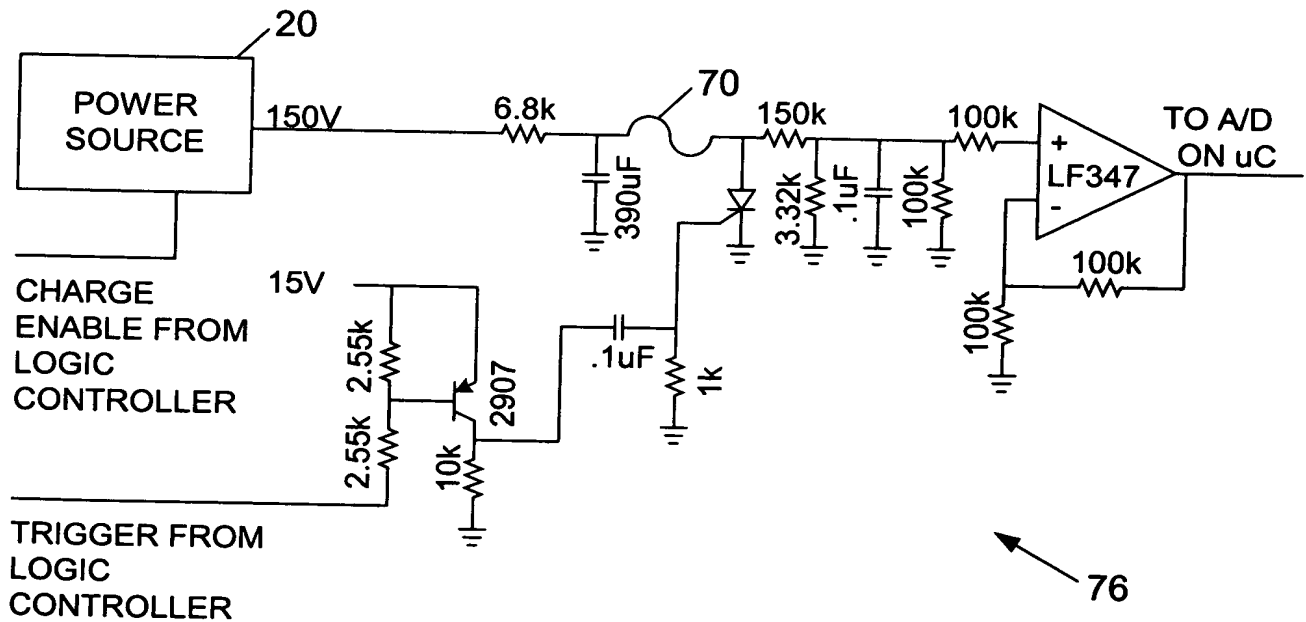 20
POWER
SOURCE
150V
6.8k
70
150k
100k
TO A/D
ON uC
+
LF347
-
390uF
3.32k
.1uF
100k
100k
100k
CHARGE
ENABLE FROM
LOGIC
CONTROLLER
15V
2.55k
2907
.1uF
1k
2.55k
10k
TRIGGER FROM
LOGIC
CONTROLLER
76